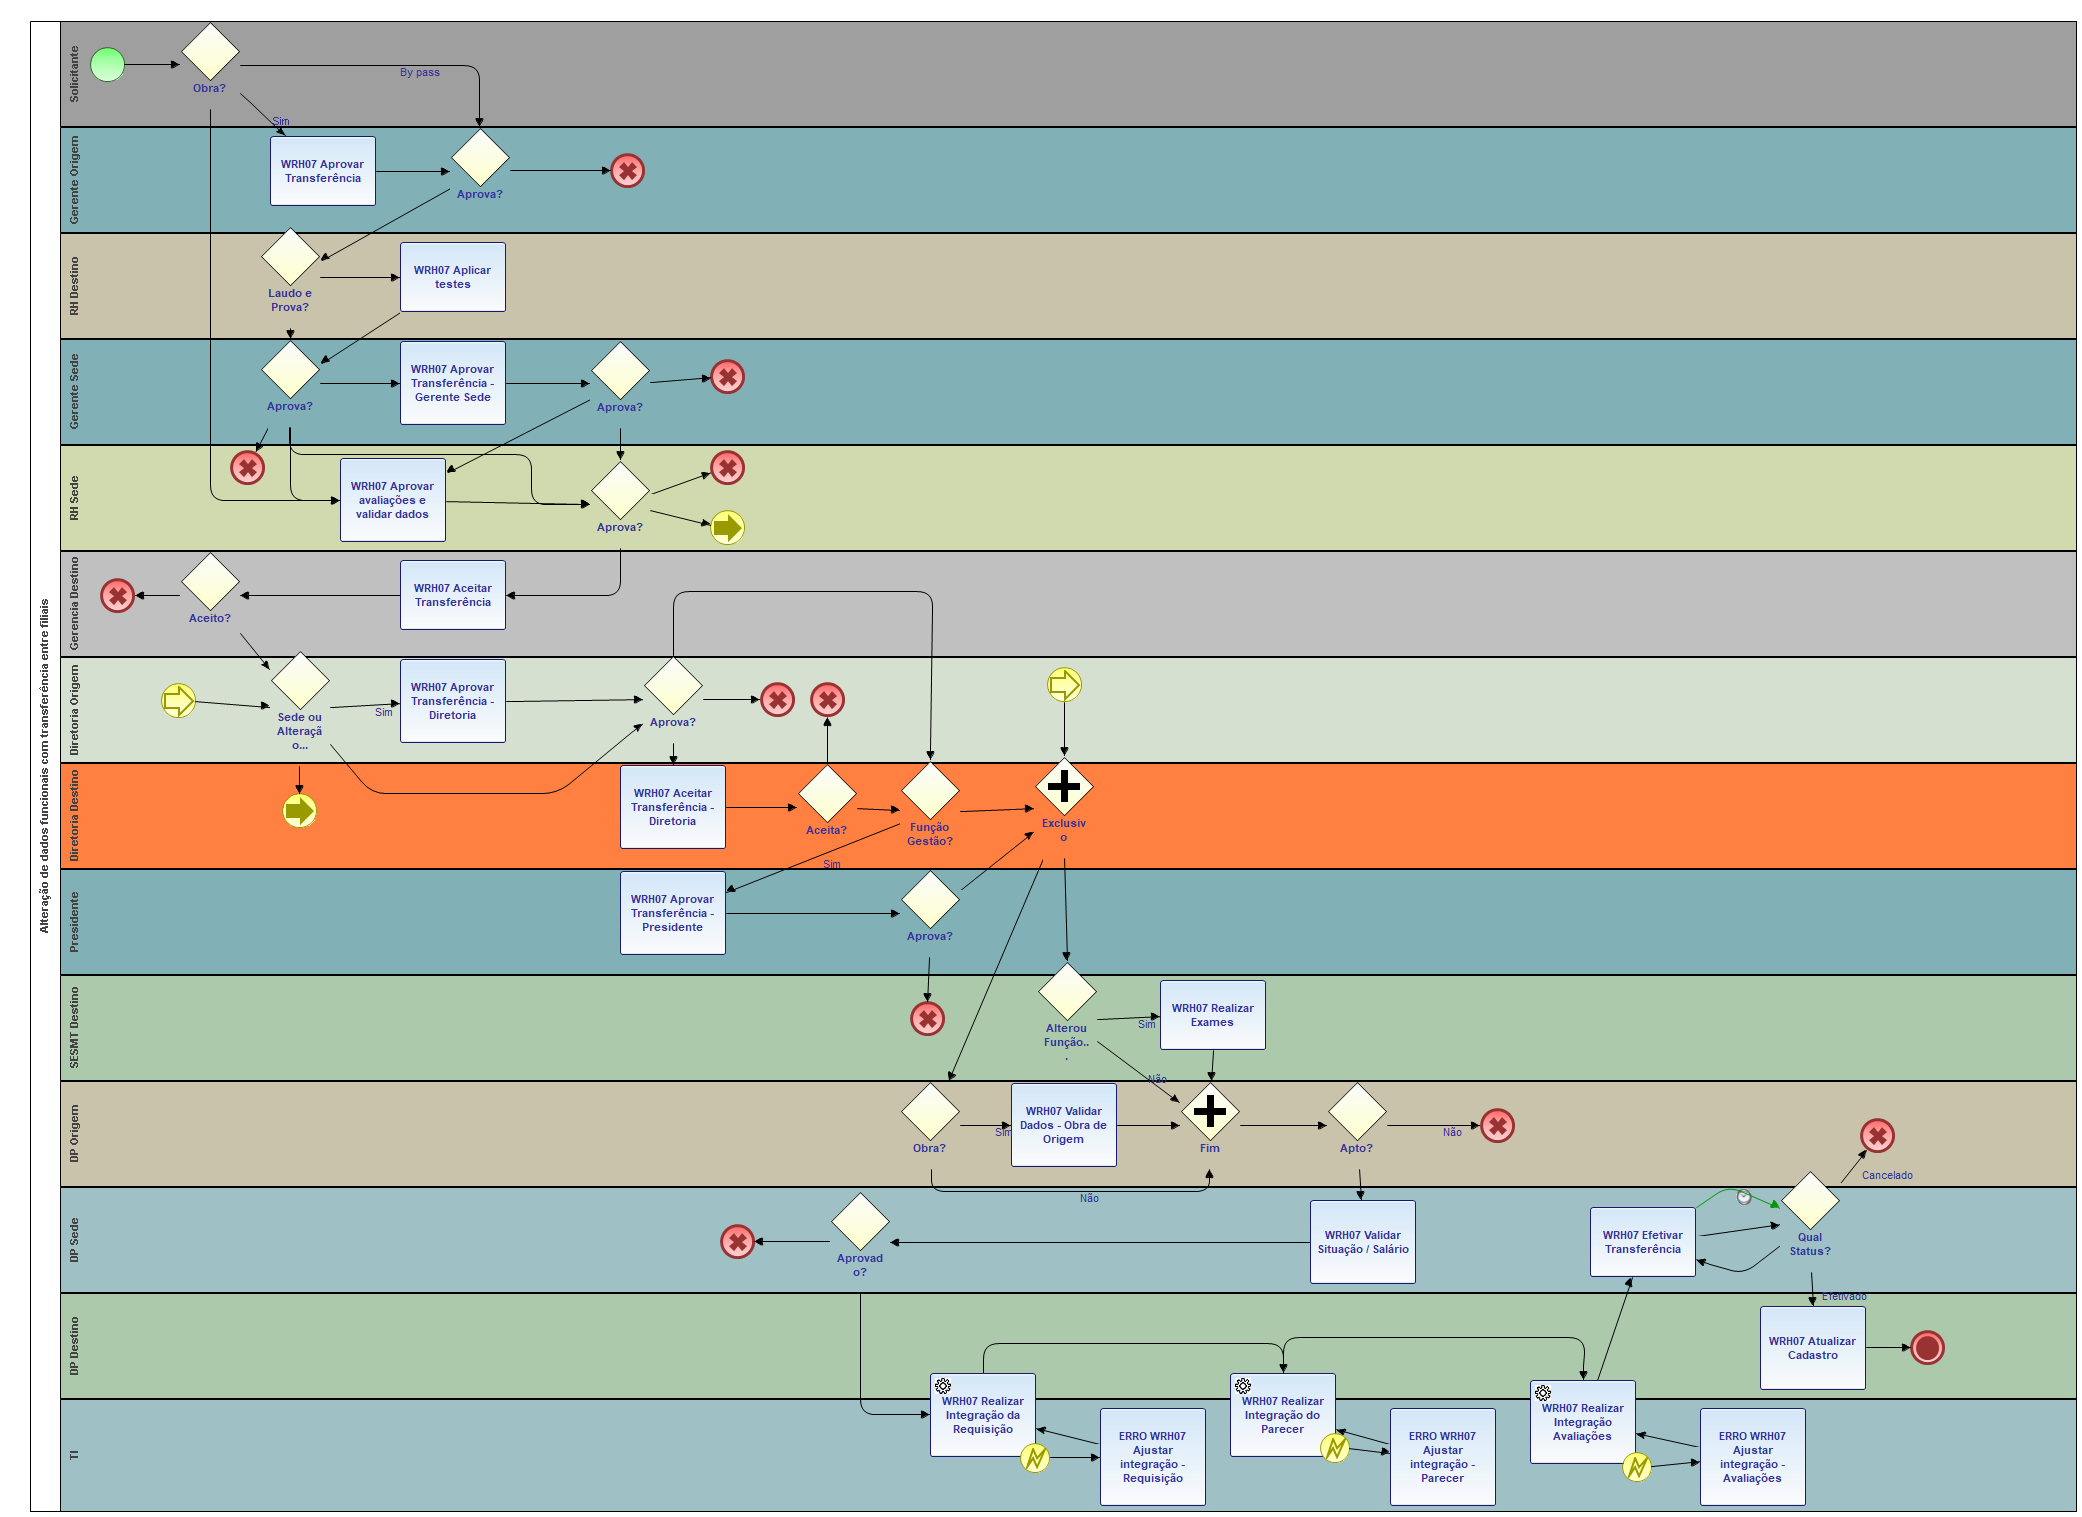 Alteração de dados funcionais com transferência entre filiais
Solicitante
Obra?
By pass
Sim
Gerente Origem
WRH07 Aprovar
Transferência
Aprova?
RH Destino
Laudo e
Prova?
WRH07 Aplicar
testes
Gerente Sede
Aprova?
WRH07 Aprovar
Transferência -
Gerente Sede
Aprova?
RH Sede
WRH07 Aprovar
avaliações e
validar dados
Aprova?
Gerencia Destino
Aceito?
WRH07 Aceitar
Transferência
Diretoria Origem
Sede ou
Alteraçã
o...
Sim
WRH07 Aprovar
Transferência -
Diretoria
Aprova?
Diretoria Destino
WRH07 Aceitar
Transferência -
Diretoria
Aceita?
Função
Gestão?
Exclusiv
o
Sim
Presidente
WRH07 Aprovar
Transferência -
Presidente
Aprova?
SESMT Destino
Alterou
Função..
.
Sim
WRH07 Realizar
Exames
Não
DP Origem
Obra?
Sim
WRH07 Validar
Dados - Obra de
Origem
Fim
Apto?
Não
Não
Cancelado
DP Sede
Aprovad
o?
WRH07 Validar
Situação / Salário
WRH07 Efetivar
Transferência
Qual
Status?
Efetivado
DP Destino
WRH07 Atualizar
Cadastro
TI
WRH07 Realizar
Integração da
Requisição
ERRO WRH07
Ajustar
integração -
Requisição
WRH07 Realizar
Integração do
Parecer
ERRO WRH07
Ajustar
integração -
Parecer
WRH07 Realizar
Integração
Avaliações
ERRO WRH07
Ajustar
integração -
Avaliações